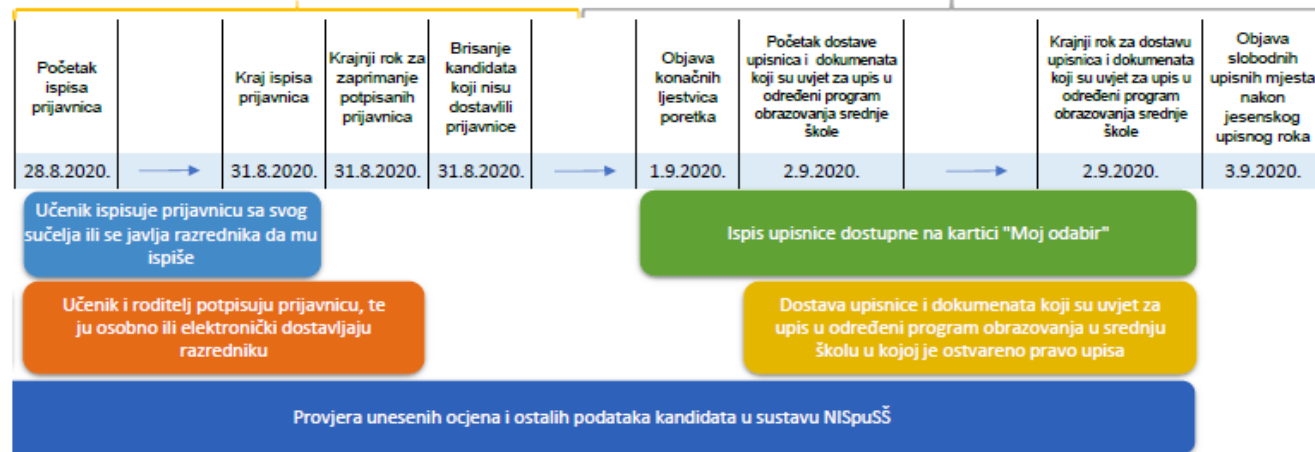 Početak
ispisa
prijavnica
Kraj ispisa
prijavnica
Krajnji rok za
zaprimanje
potpisanih
prijavnica
Brisanje
kandidata
koji nisu
dostavlili
prijavnice
Objava
konačnih
ljestvica
poretka
Početak dostave
upisnica i dokumenata
koji su uvjet za upis u
određeni program
obrazovanja srednje
škole
Krajnji rok za dostavu
upisnica i dokumenata
koji su uvjet za upis u
određeni program
obrazovanja srednje
škole
Objava
slobodnih
upisnih mjesta
nakon
jesenskog
upisnog roka
28.8.2020.
31.8.2020.
31.8.2020.
31.8.2020.
1.9.2020.
2.9.2020.
2.9.2020.
3.9.2020.
Učenik ispisuje prijavnicu sa svog
sučelja ili se javlja razrednika da mu
ispiše
Ispis upisnice dostupne na kartici "Moj odabir"
Učenik i roditelj potpisuju prijavnicu, te
ju osobno ili elektronički dostavljaju
razredniku
Dostava upisnice i dokumenata koji su uvjet za
upis u određeni program obrazovanja u srednju
školu u kojoj je ostvareno pravo upisa
Provjera unesenih ocjena i ostalih podataka kandidata u sustavu NISpuSŠ